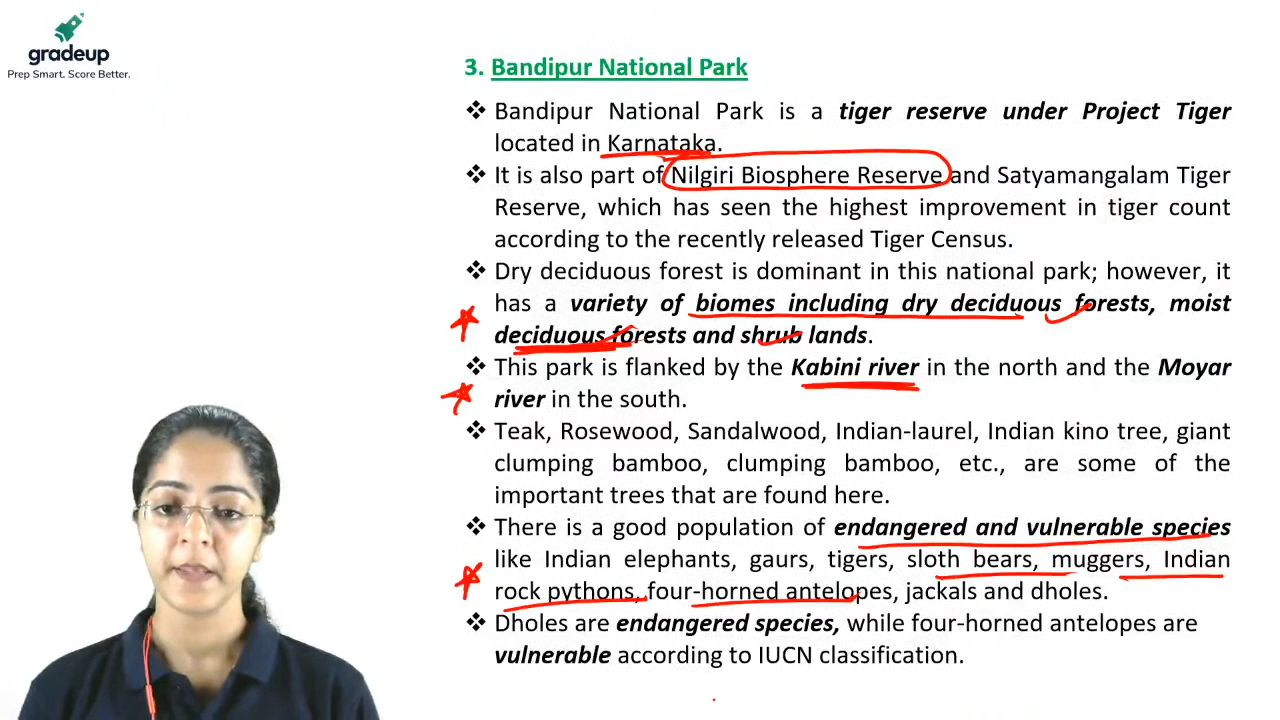 gradeup
Prep Smart. Score Better.
3. Bandipur National Park
❖ Bandipur National Park is a tiger reserve under Project Tiger
located in Karnataka.
❖ It is also part of Nilgiri Biosphere Reserve and Satyamangalam Tiger
Reserve, which has seen the highest improvement in tiger count
according to the recently released Tiger Census.
❖ Dry deciduous forest is dominant in this national park; however, it
has a variety of biomes including dry deciduous forests, moist
deciduous forests and shrub lands.
❖ This park is flanked by the Kabini river in the north and the Moyar
river in the south.
❖ Teak, Rosewood, Sandalwood, Indian-laurel, Indian kino tree, giant
clumping bamboo, clumping bamboo, etc., are some of the
important trees that are found here.
❖ There is a good population of endangered and vulnerable species
like Indian elephants, gaurs, tigers, sloth bears, muggers, Indian
rock pythons, four-horned antelopes, jackals and dholes.
❖ Dholes are endangered species, while four-horned antelopes are
vulnerable according to IUCN classification.